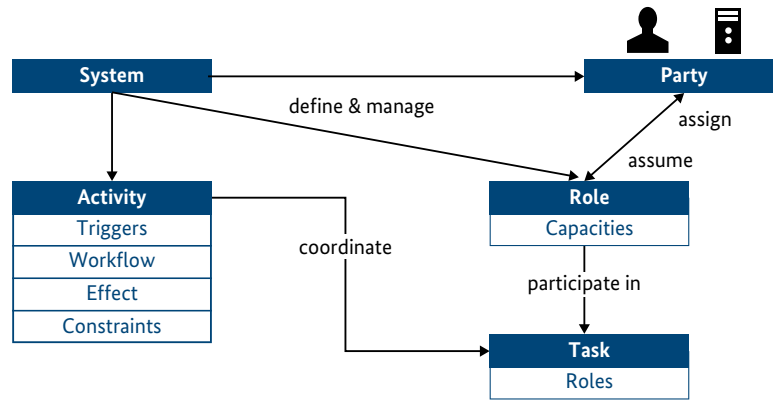 System
Party
define & manage
assign
assume
Activity
Role
Triggers
Capacities
Workflow
coordinate
Effect
participate in
Constraints
Task
Roles